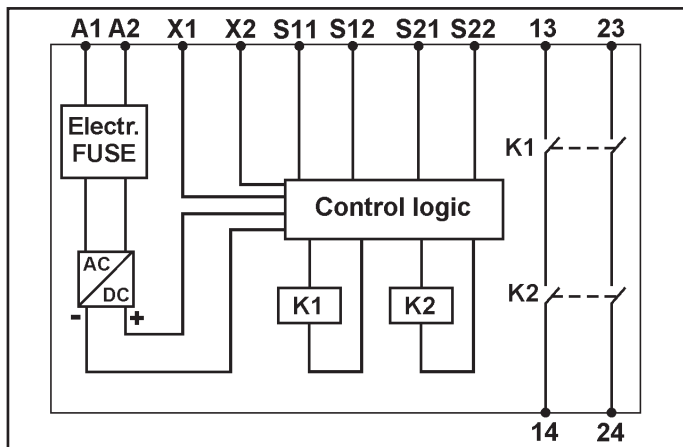 A1 A2 X1 X2 S11 S12 S21 S22 13 23
Electr.
FUSE
K1
Control logic
AC
DC
- +
K1 K2
K2
14 24